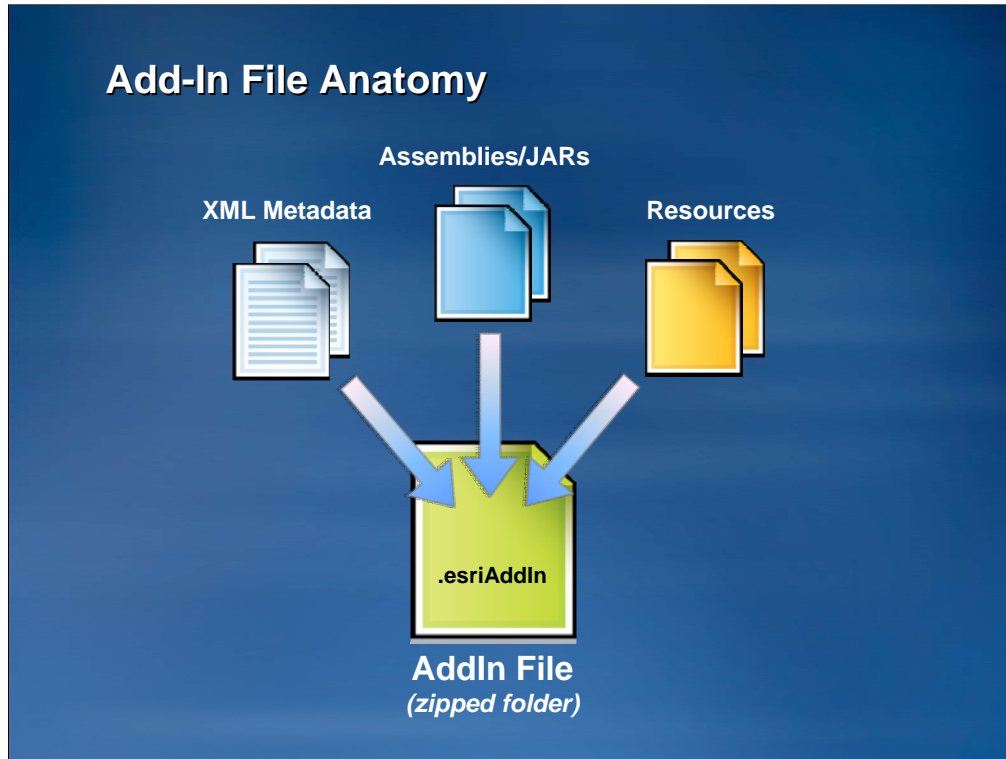 Add-In File Anatomy
Assemblies/JARs
XML Metadata
Resources
.esriAddIn
AddIn File
(zipped folder)